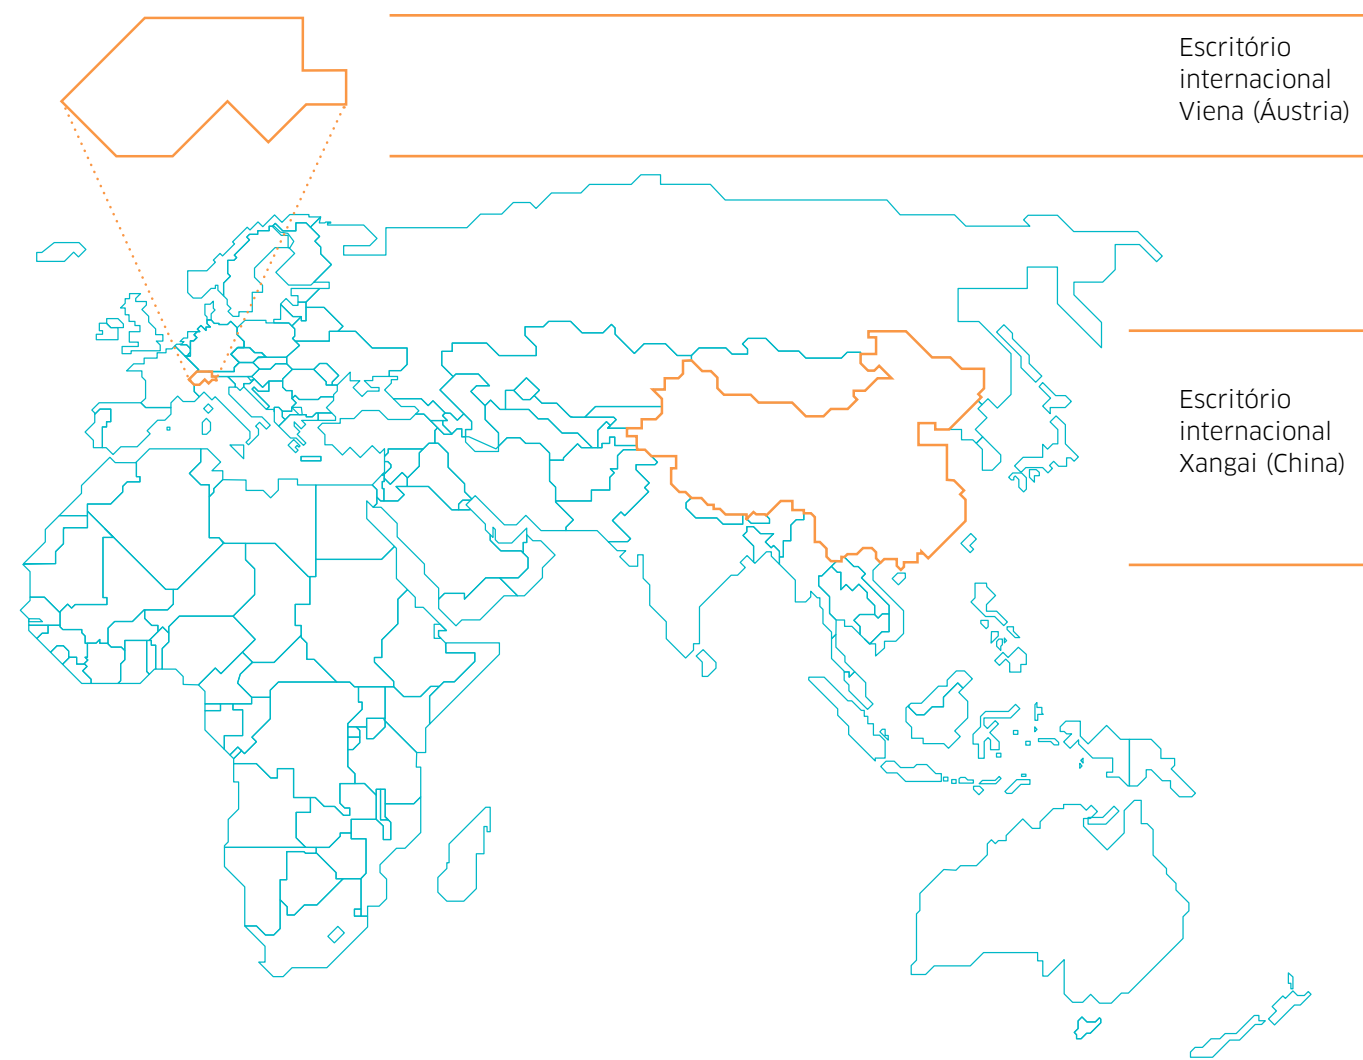 Escritório
internacional
Viena (Áustria)
Escritório
internacional
Xangai (China)